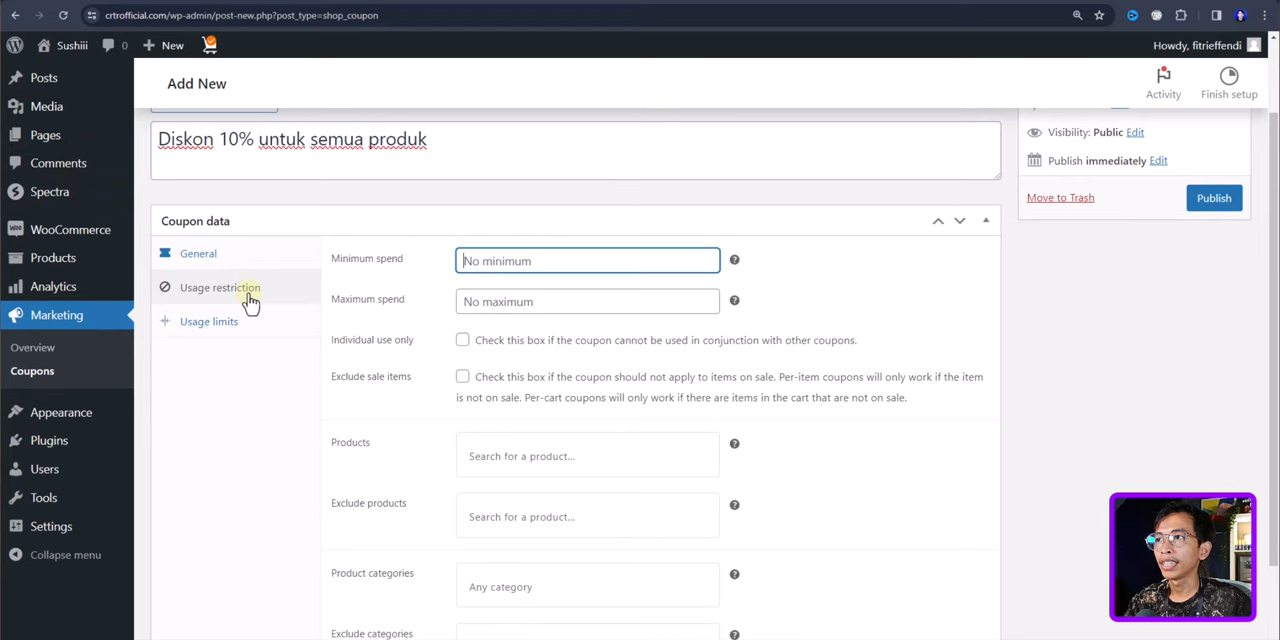 crtrofficial.com/wp-admin/post-new.php?post_type=shop_coupon
Sushiii
0
New
Howdy, fitrieffendi
Posts
Media
Pages
Comments
Spectra
WooCommerce
Products
Analytics
Marketing
Overview
Coupons
Appearance
Plugins
Users
Tools
Settings
Collapse menu
Add New
Activity
Finish setup
Diskon 10% untuk semua produk
Visibility: Public Edit
Publish immediately Edit
Move to Trash
Publish
Coupon data
General
Usage restriction
Usage limits
Minimum spend
No minimum
Maximum spend
No maximum
Individual use only
Check this box if the coupon cannot be used in conjunction with other coupons.
Exclude sale items
Check this box if the coupon should not apply to items on sale. Per-item coupons will only work if the item
is not on sale. Per-cart coupons will only work if there are items in the cart that are not on sale.
Products
Search for a product...
Exclude products
Search for a product...
Product categories
Any category
Exclude categories